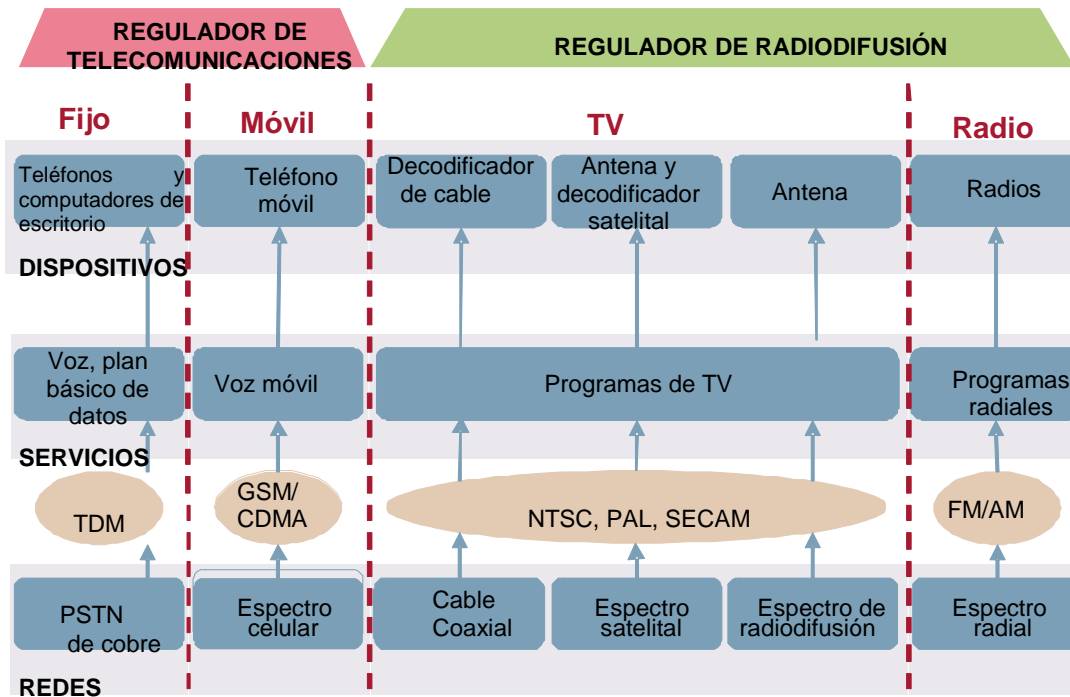 REGULADOR DE
TELECOMUNICACIONES
REGULADOR DE RADIODIFUSIÓN
Fijo
Móvil
TV
Radio
Teléfonos y
computadores de
escritorio
Teléfono
móvil
Decodificador
de cable
Antena y
decodificador
satelital
Antena
Radios
DISPOSITIVOS
Voz, plan
básico de
datos
Voz móvil
Programas de TV
Programas
radiales
SERVICIOS
TDM
GSM/
CDMA
NTSC, PAL, SECAM
FM/AM
PSTN
de cobre
Espectro
celular
Cable
Coaxial
Espectro
satelital
Espectro de
radiodifusión
Espectro
radial
REDES